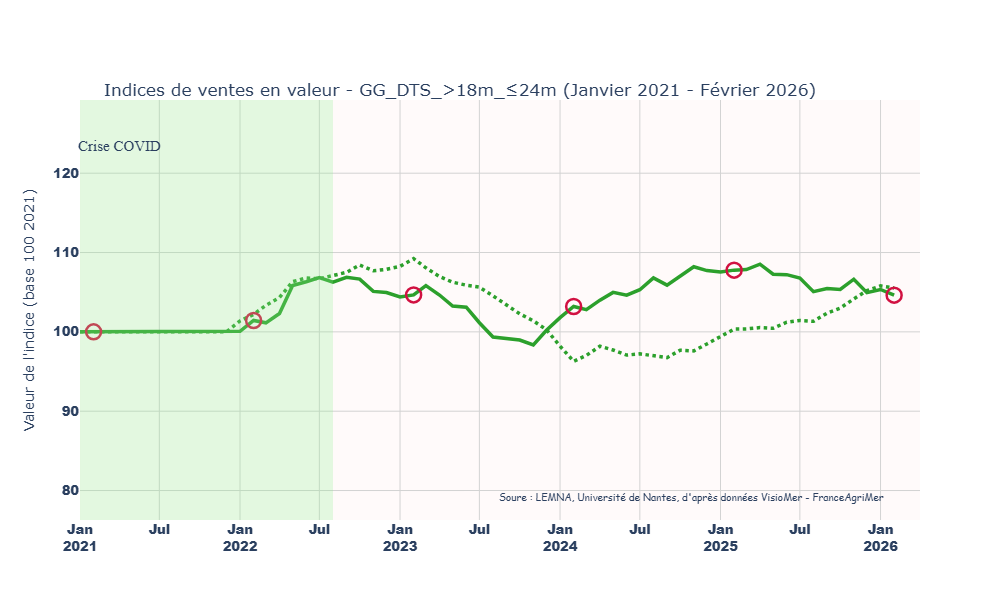 Indices de ventes en valeur - GG_DTS_>18m_≤24m (Janvier 2021 - Février 2026)
Crise COVID
Valeur de l'indice (base 100 2021)
120
110
100
90
80
Soure : LEMNA, Université de Nantes, d'après données VisioMer - FranceAgriMer
Jan Jul Jan Jul Jan Jul Jan Jul Jan Jul Jan
2021 2022 2023 2024 2025 2026